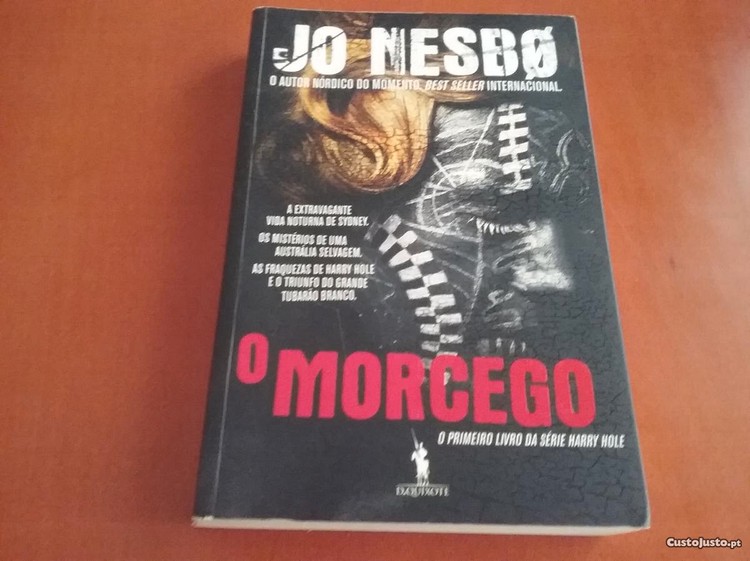 JO NESBØ
O AUTOR NÓRDICO DO MOMENTO. BEST SELLER INTERNACIONAL.
A EXTRAVAGANTE
VIDA NOTURNA DE SYDNEY.
OS MISTÉRIOS DE UMA
AUSTRÁLIA SELVAGEM.
AS FRAQUEZAS DE HARRY HOLE
E O TRIUNFO DO GRANDE
TUBARÃO BRANCO.
O MORCEGO
O PRIMEIRO LIVRO DA SÉRIE HARRY HOLE
D.QUIXOTE
CustoJusto.pt